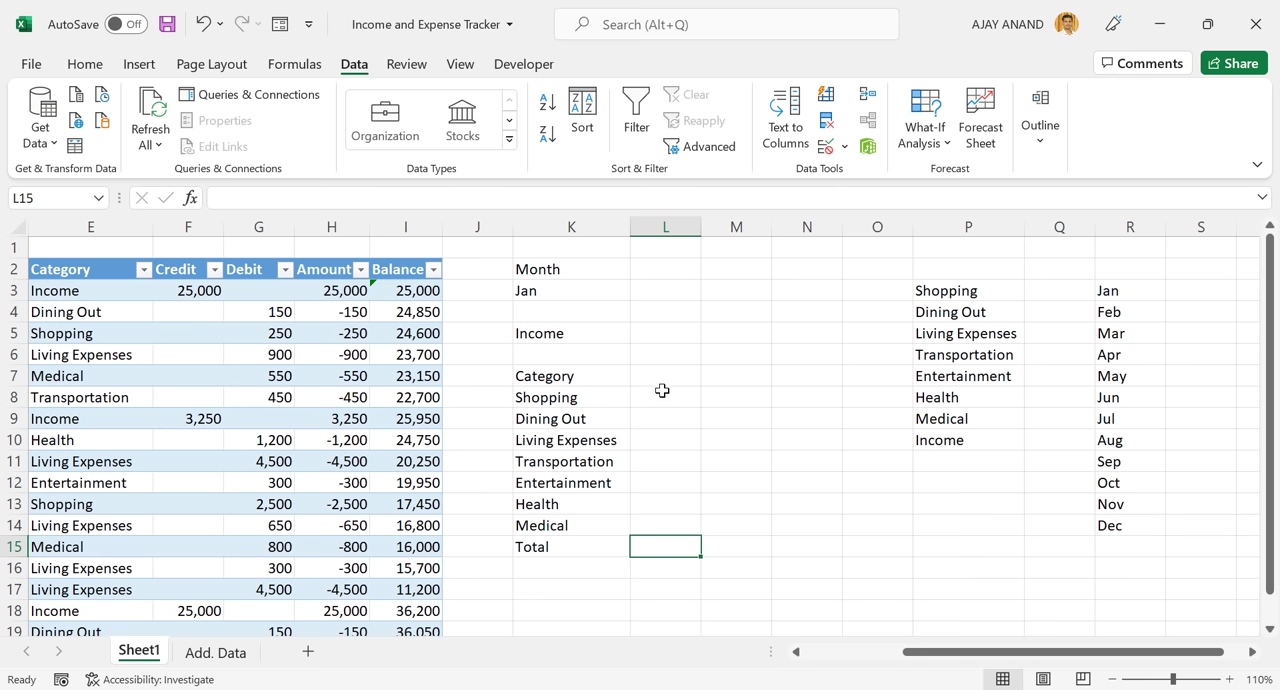 AutoSave Off Income and Expense Tracker Search (Alt+Q) AJAY ANAND
File Home Insert Page Layout Formulas Data Review View Developer Comments Share
Get Data Refresh All Queries & Connections Properties Edit Links Organization Stocks Sort Filter Clear Reapply Advanced Text to Columns What-If Analysis Forecast Sheet Outline
Get & Transform Data Queries & Connections Data Types Sort & Filter Data Tools Forecast
L15 fx
E F G H I J K L M N O P Q R S
1
2 Category Credit Debit Amount Balance Month
3 Income 25,000 25,000 25,000 Jan Shopping Jan
4 Dining Out 150 -150 24,850 Dining Out Feb
5 Shopping 250 -250 24,600 Income Living Expenses Mar
6 Living Expenses 900 -900 23,700 Transportation Apr
7 Medical 550 -550 23,150 Category Entertainment May
8 Transportation 450 -450 22,700 Shopping Health Jun
9 Income 3,250 3,250 25,950 Dining Out Medical Jul
10 Health 1,200 -1,200 24,750 Living Expenses Income Aug
11 Living Expenses 4,500 -4,500 20,250 Transportation Sep
12 Entertainment 300 -300 19,950 Entertainment Oct
13 Shopping 2,500 -2,500 17,450 Health Nov
14 Living Expenses 650 -650 16,800 Medical Dec
15 Medical 800 -800 16,000 Total
16 Living Expenses 300 -300 15,700
17 Living Expenses 4,500 -4,500 11,200
18 Income 25,000 25,000 36,200
19 Dining Out 150 -150 36,050
Sheet1 Add. Data
Ready Accessibility: Investigate 110%